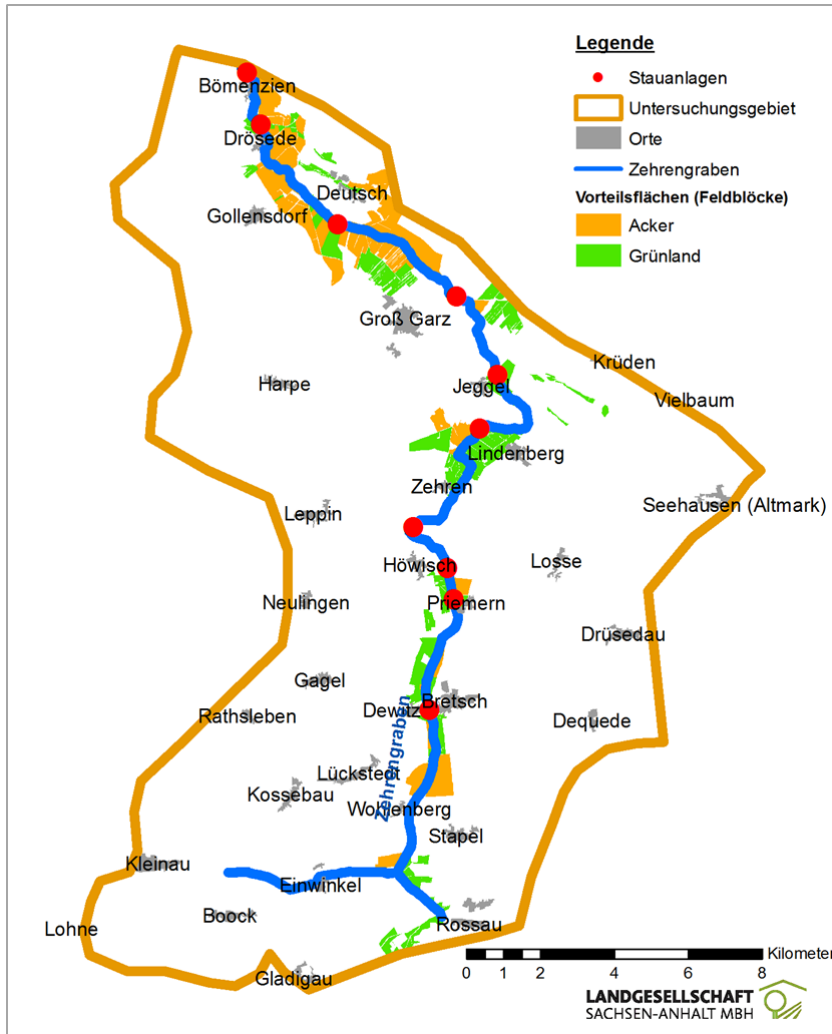 Legende
Stauanlagen
Untersuchungsgebiet
Orte
Zehrengraben
Vorteilsflächen (Feldblöcke)
Acker
Grünland
Bömenzien
Drösede
Deutsch
Gollensdorf
Groß Garz
Krüden
Harpe
Jeggel
Vielbaum
Lindenberg
Zehren
Seehausen (Altmark)
Leppin
Höwisch
Losse
Neulingen
Priemern
Drüsedau
Gagel
Bretsch
Rathsleben
Dewitz
Dequede
Zehrengraben
Lückstedt
Kossebau
Wohlenberg
Stapel
Kleinau
Einwinkel
Boock
Rossau
Lohne
Gladigau
Kilometer
0 1 2 4 6 8
LANDGESELLSCHAFT
SACHSEN-ANHALT MBH